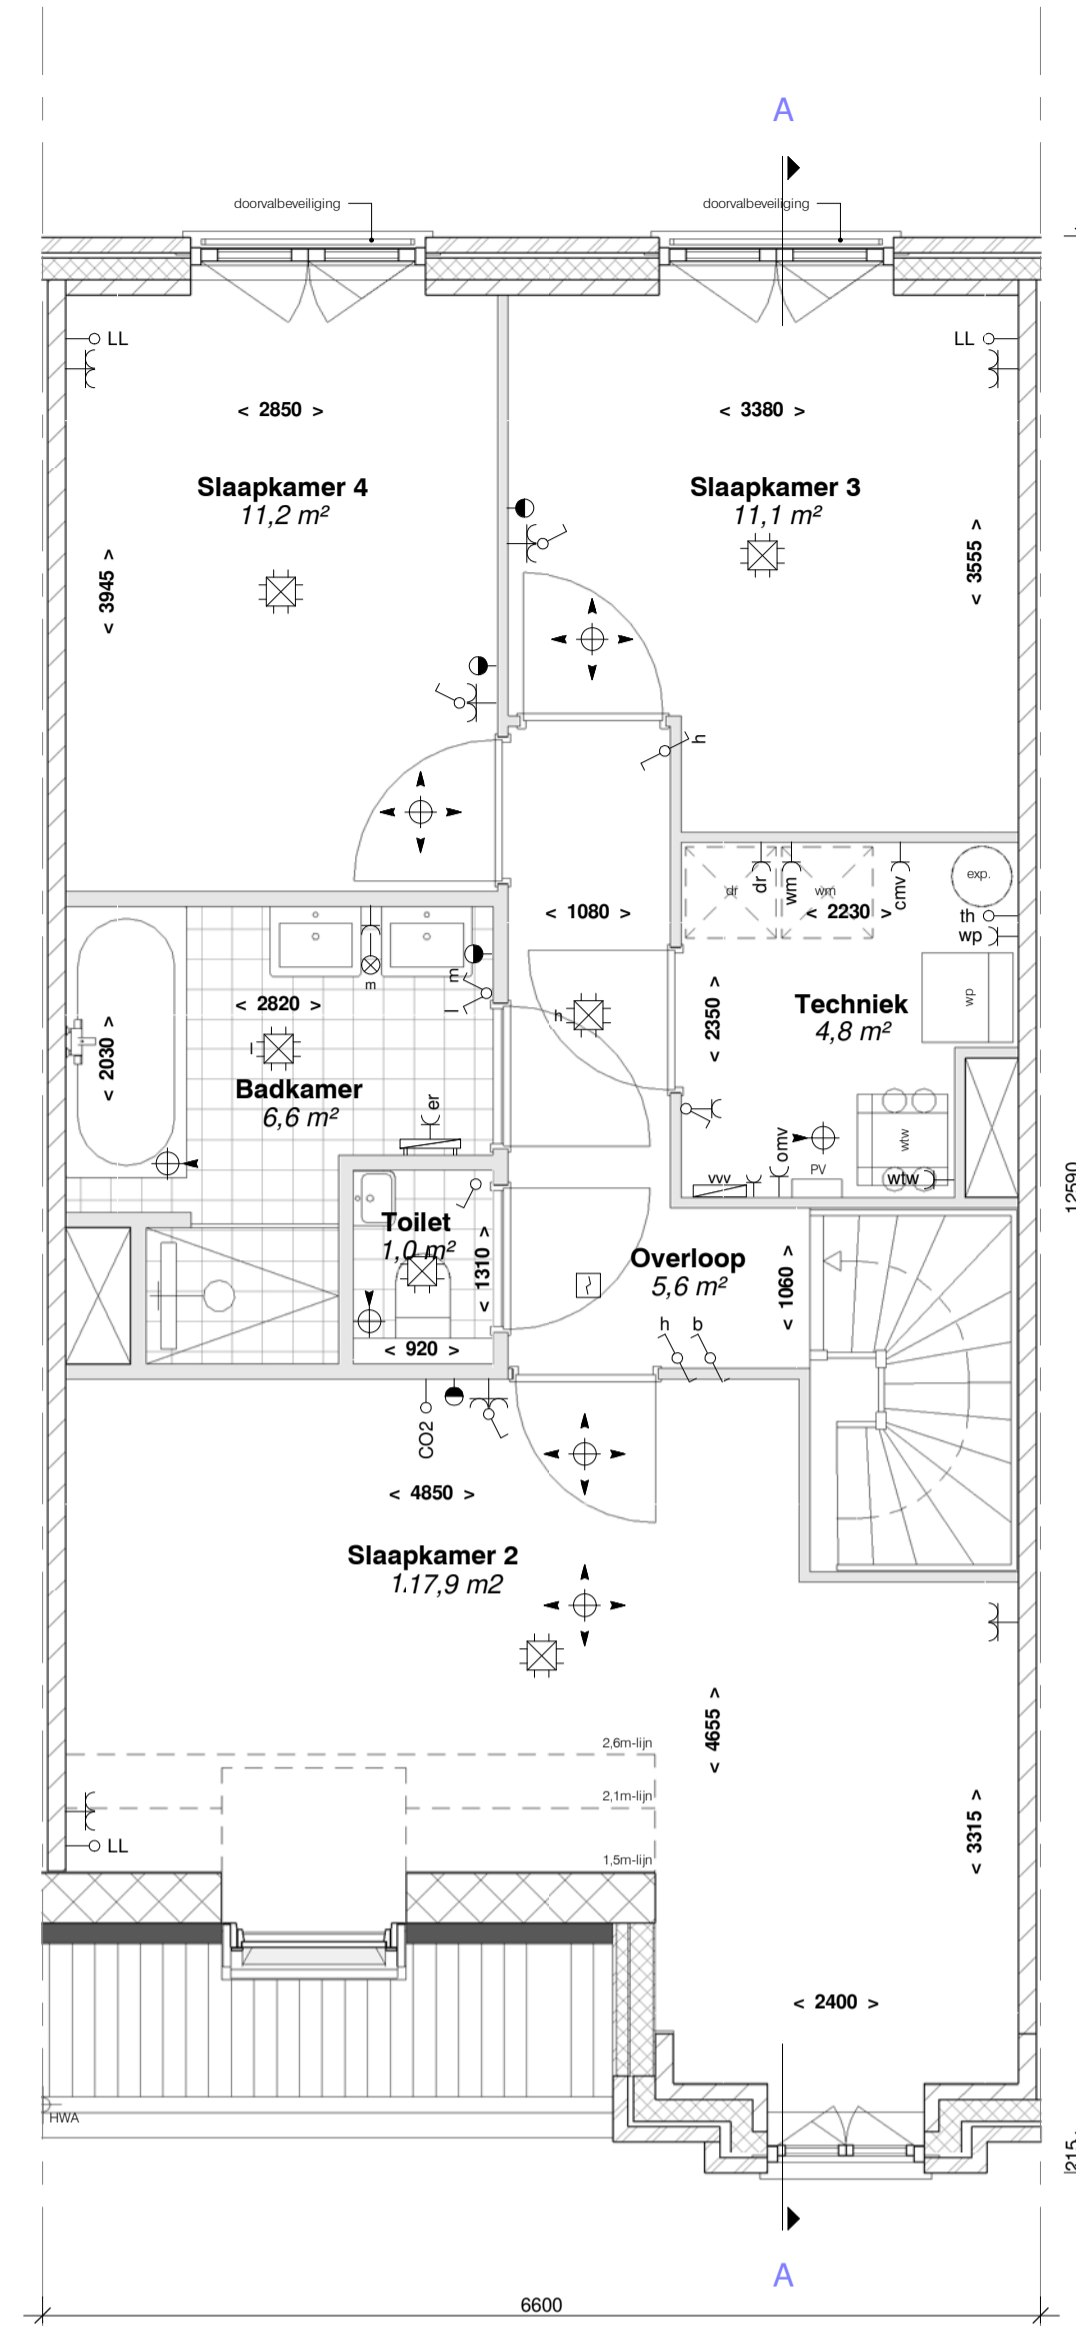 A
doorvalbeveiliging
doorvalbeveiliging
LL
LL
< 2850 >
< 3380 >
Slaapkamer 4
11,2 m²
Slaapkamer 3
11,1 m²
< 3945 >
< 3555 >
h
dr
dr
wm
wm
cmv
exp.
< 1080 >
< 2230 >
th
wp
m
m
l
< 2820 >
h
< 2350 >
Techniek
4,8 m²
wp
< 2030 >
l
Badkamer
6,6 m²
er
omv
wtw
vvv
PV
wtw
12590
Toilet
1,0 m²
< 1310 >
Overloop
5,6 m²
< 1060 >
h
b
< 920 >
CO2
< 4850 >
Slaapkamer 2
17,9 m2
< 4655 >
2,6m-lijn
2,1m-lijn
LL
1,5m-lijn
< 3315 >
< 2400 >
HWA
215
A
6600